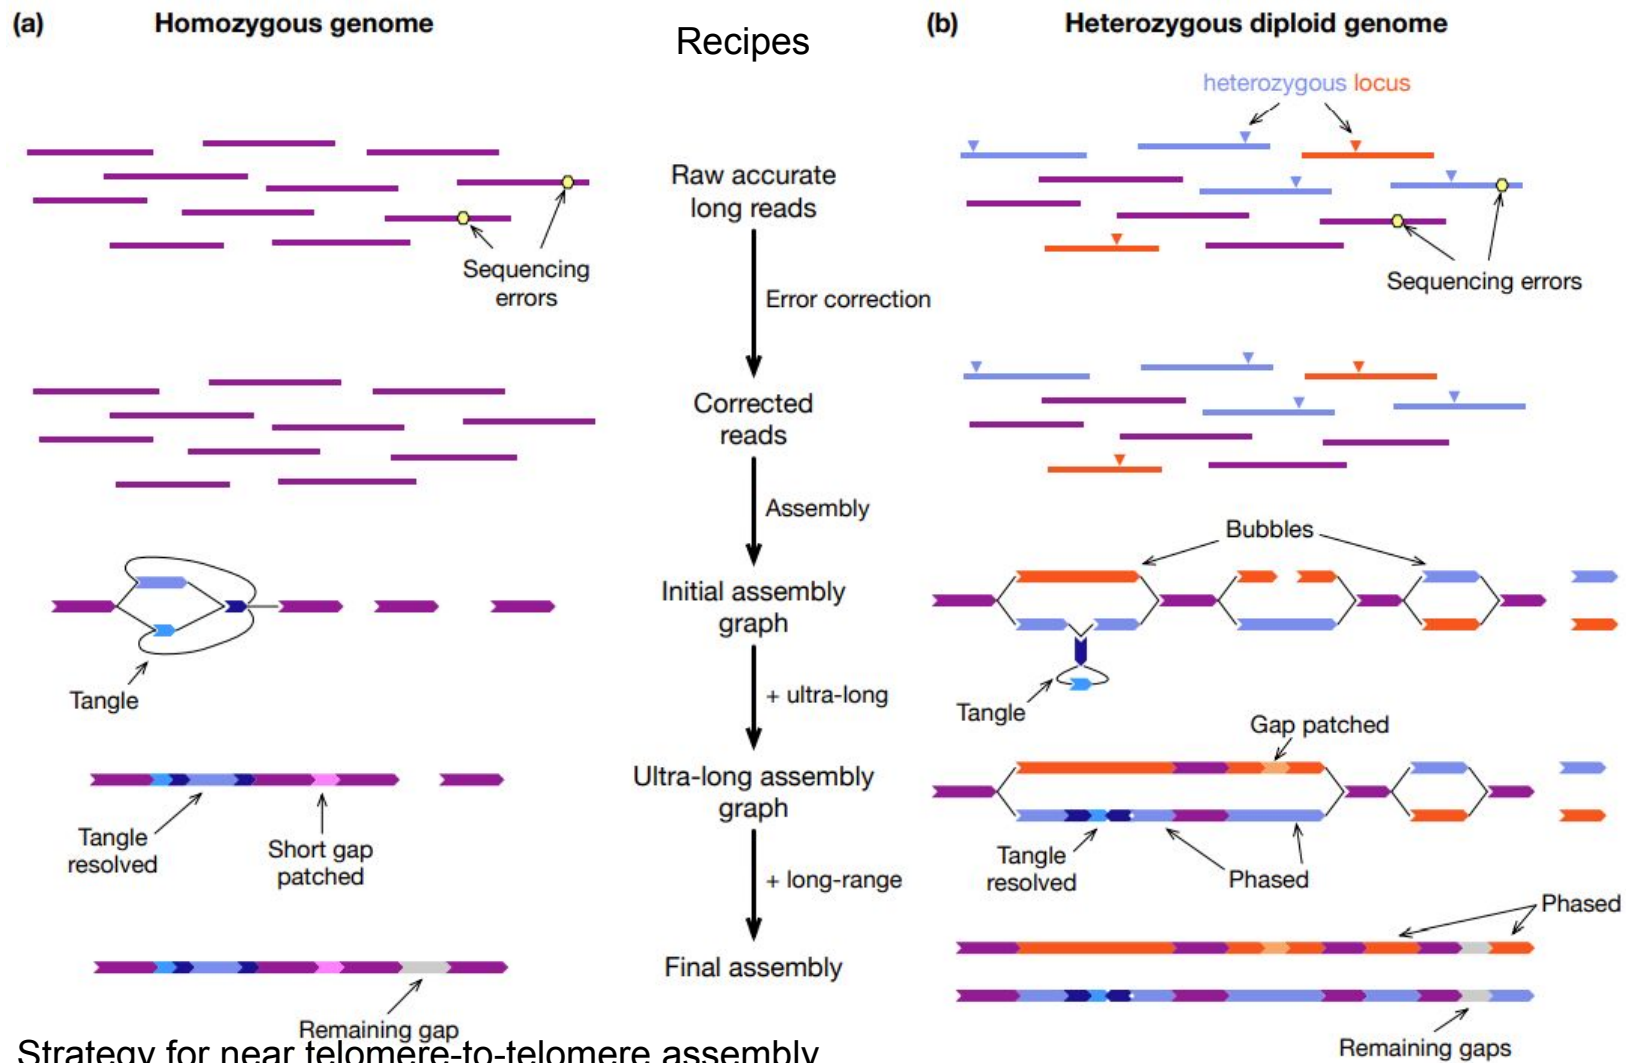 (a)
Homozygous genome
Recipes
(b)
Heterozygous diploid genome
heterozygous locus
Raw accurate
long reads
Sequencing
errors
Sequencing errors
Error correction
Corrected
reads
Assembly
Bubbles
Initial assembly
graph
Tangle
Tangle
+ ultra-long
Gap patched
Ultra-long assembly
graph
Tangle
resolved
Short gap
patched
Tangle
resolved
Phased
+ long-range
Phased
Final assembly
Remaining gap
Remaining gaps
Strategy for near telomere-to-telomere assembly